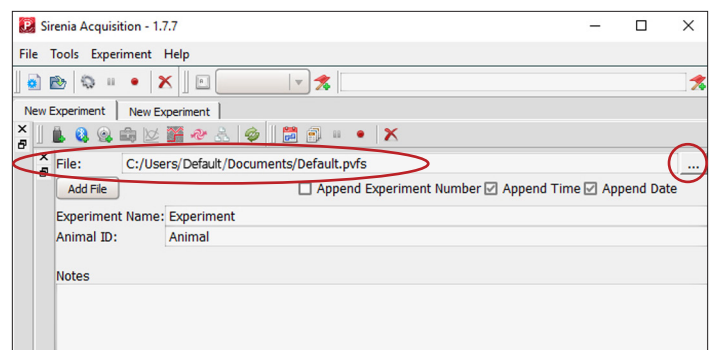 Sirenia Acquisition - 1.7.7
File Tools Experiment Help
New Experiment New Experiment
File: C:/Users/Default/Documents/Default.pvfs ...
Add File Append Experiment Number Append Time Append Date
Experiment Name: Experiment
Animal ID: Animal
Notes